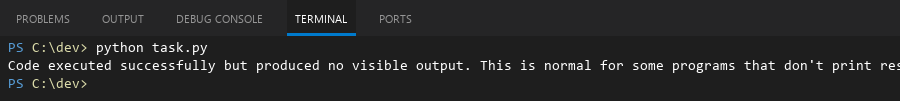 PROBLEMS OUTPUT DEBUG CONSOLE TERMINAL PORTS
PS C:\dev> python task.py
Code executed successfully but produced no visible output. This is normal for some programs that don't print res
PS C:\dev>